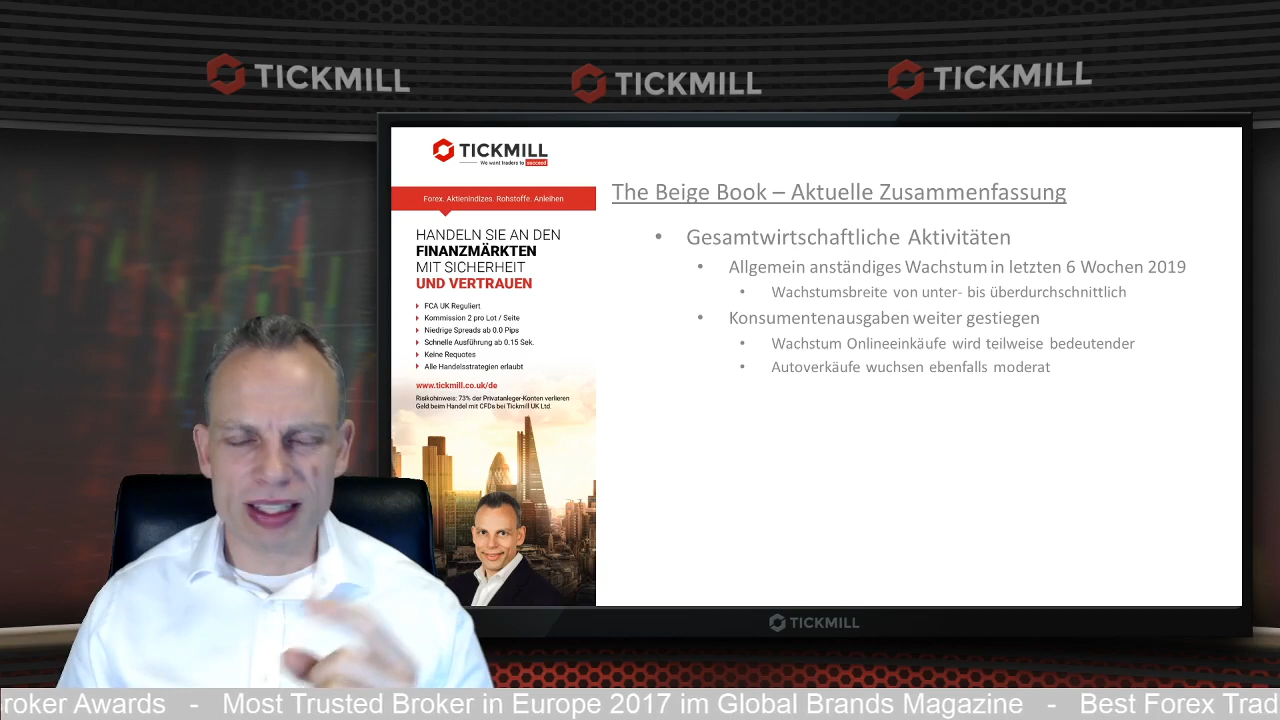 TICKMILL
TICKMILL
TICKMILL
TICKMILL
We want traders to succeed
Forex. Aktienindizes. Rohstoffe. Anleihen
HANDELN SIE AN DEN
FINANZMÄRKTEN
MIT SICHERHEIT
UND VERTRAUEN
FCA UK Reguliert
Kommission 2 pro Lot / Seite
Niedrige Spreads ab 0.0 Pips
Schnelle Ausführung ab 0.15 Sek.
Keine Requotes
Alle Handelsstrategien erlaubt
www.tickmill.co.uk/de
Risikohinweis: 73% der Privatanleger-Konten verlieren
Geld beim Handel mit CFDs bei Tickmill UK Ltd.
The Beige Book – Aktuelle Zusammenfassung
• Gesamtwirtschaftliche Aktivitäten
• Allgemein anständiges Wachstum in letzten 6 Wochen 2019
• Wachstumsbreite von unter- bis überdurchschnittlich
• Konsumentenausgaben weiter gestiegen
• Wachstum Onlineeinkäufe wird teilweise bedeutender
• Autoverkäufe wuchsen ebenfalls moderat
TICKMILL
roker Awards - Most Trusted Broker in Europe 2017 im Global Brands Magazine - Best Forex Trad